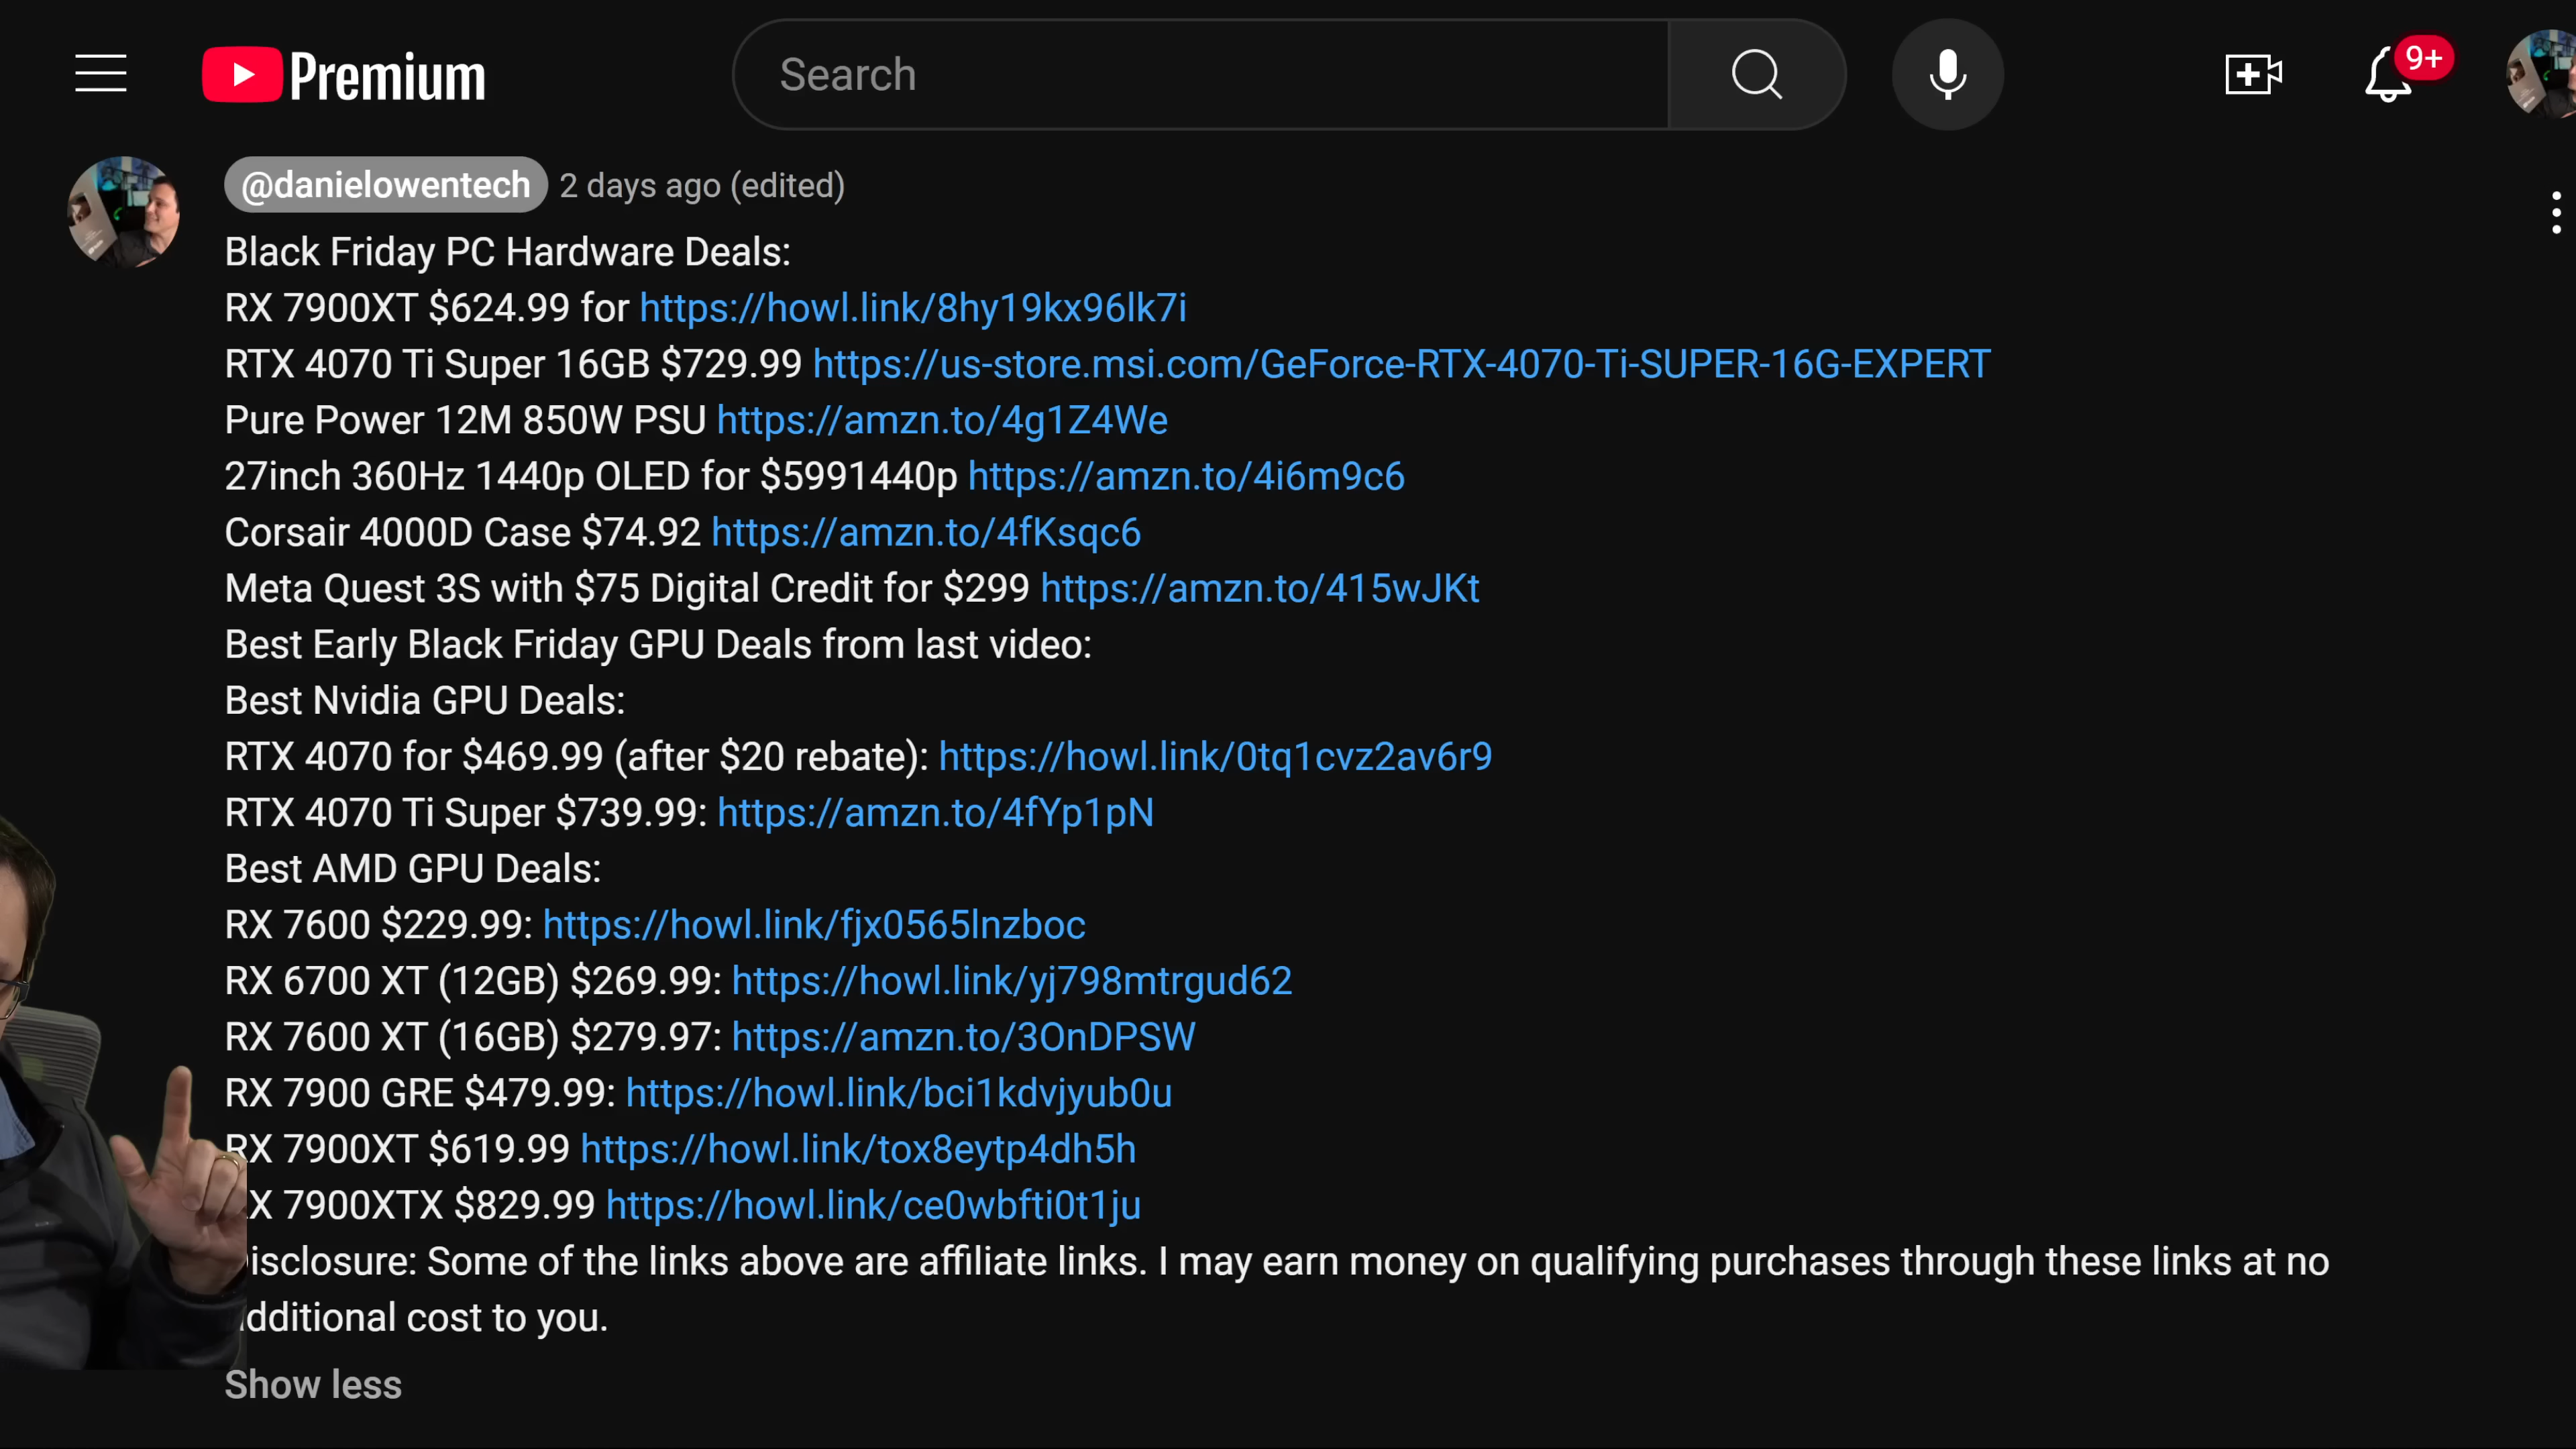 Premium
Search
9+
@danielowentech 2 days ago (edited)
Black Friday PC Hardware Deals:
RX 7900XT $624.99 for https://howl.link/8hy19kx96lk7i
RTX 4070 Ti Super 16GB $729.99 https://us-store.msi.com/GeForce-RTX-4070-Ti-SUPER-16G-EXPERT
Pure Power 12M 850W PSU https://amzn.to/4g1Z4We
27inch 360Hz 1440p OLED for $5991440p https://amzn.to/4i6m9c6
Corsair 4000D Case $74.92 https://amzn.to/4fKsqc6
Meta Quest 3S with $75 Digital Credit for $299 https://amzn.to/415wJKt
Best Early Black Friday GPU Deals from last video:
Best Nvidia GPU Deals:
RTX 4070 for $469.99 (after $20 rebate): https://howl.link/0tq1cvz2av6r9
RTX 4070 Ti Super $739.99: https://amzn.to/4fYp1pN
Best AMD GPU Deals:
RX 7600 $229.99: https://howl.link/fjx0565lnzboc
RX 6700 XT (12GB) $269.99: https://howl.link/yj798mtrgud62
RX 7600 XT (16GB) $279.97: https://amzn.to/3OnDPSW
RX 7900 GRE $479.99: https://howl.link/bci1kdvjyub0u
RX 7900XT $619.99 https://howl.link/tox8eytp4dh5h
X 7900XTX $829.99 https://howl.link/ce0wbfti0t1ju
isclosure: Some of the links above are affiliate links. I may earn money on qualifying purchases through these links at no
dditional cost to you.
Show less